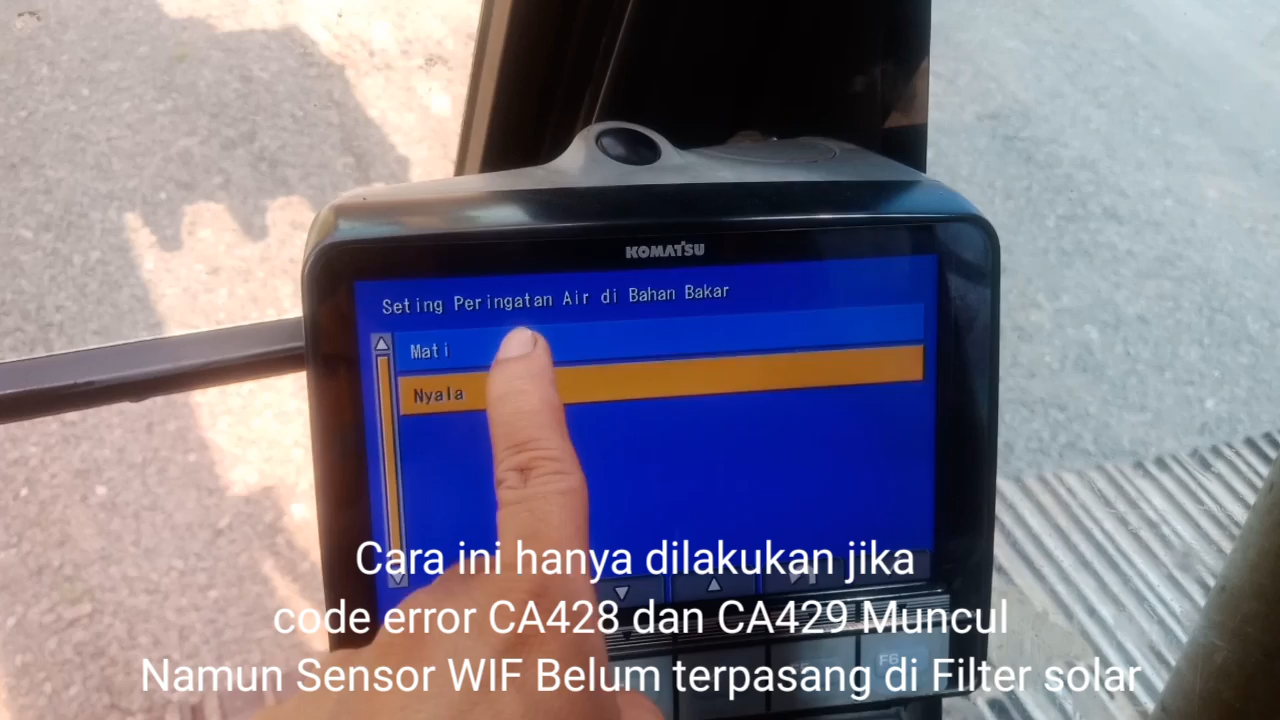 KOMATSU
Seting Peringatan Air di Bahan Bakar
Mati
Nyala
Cara ini hanya dilakukan jika
code error CA428 dan CA429 Muncul
F6
Namun Sensor WIF Belum terpasang di Filter solar